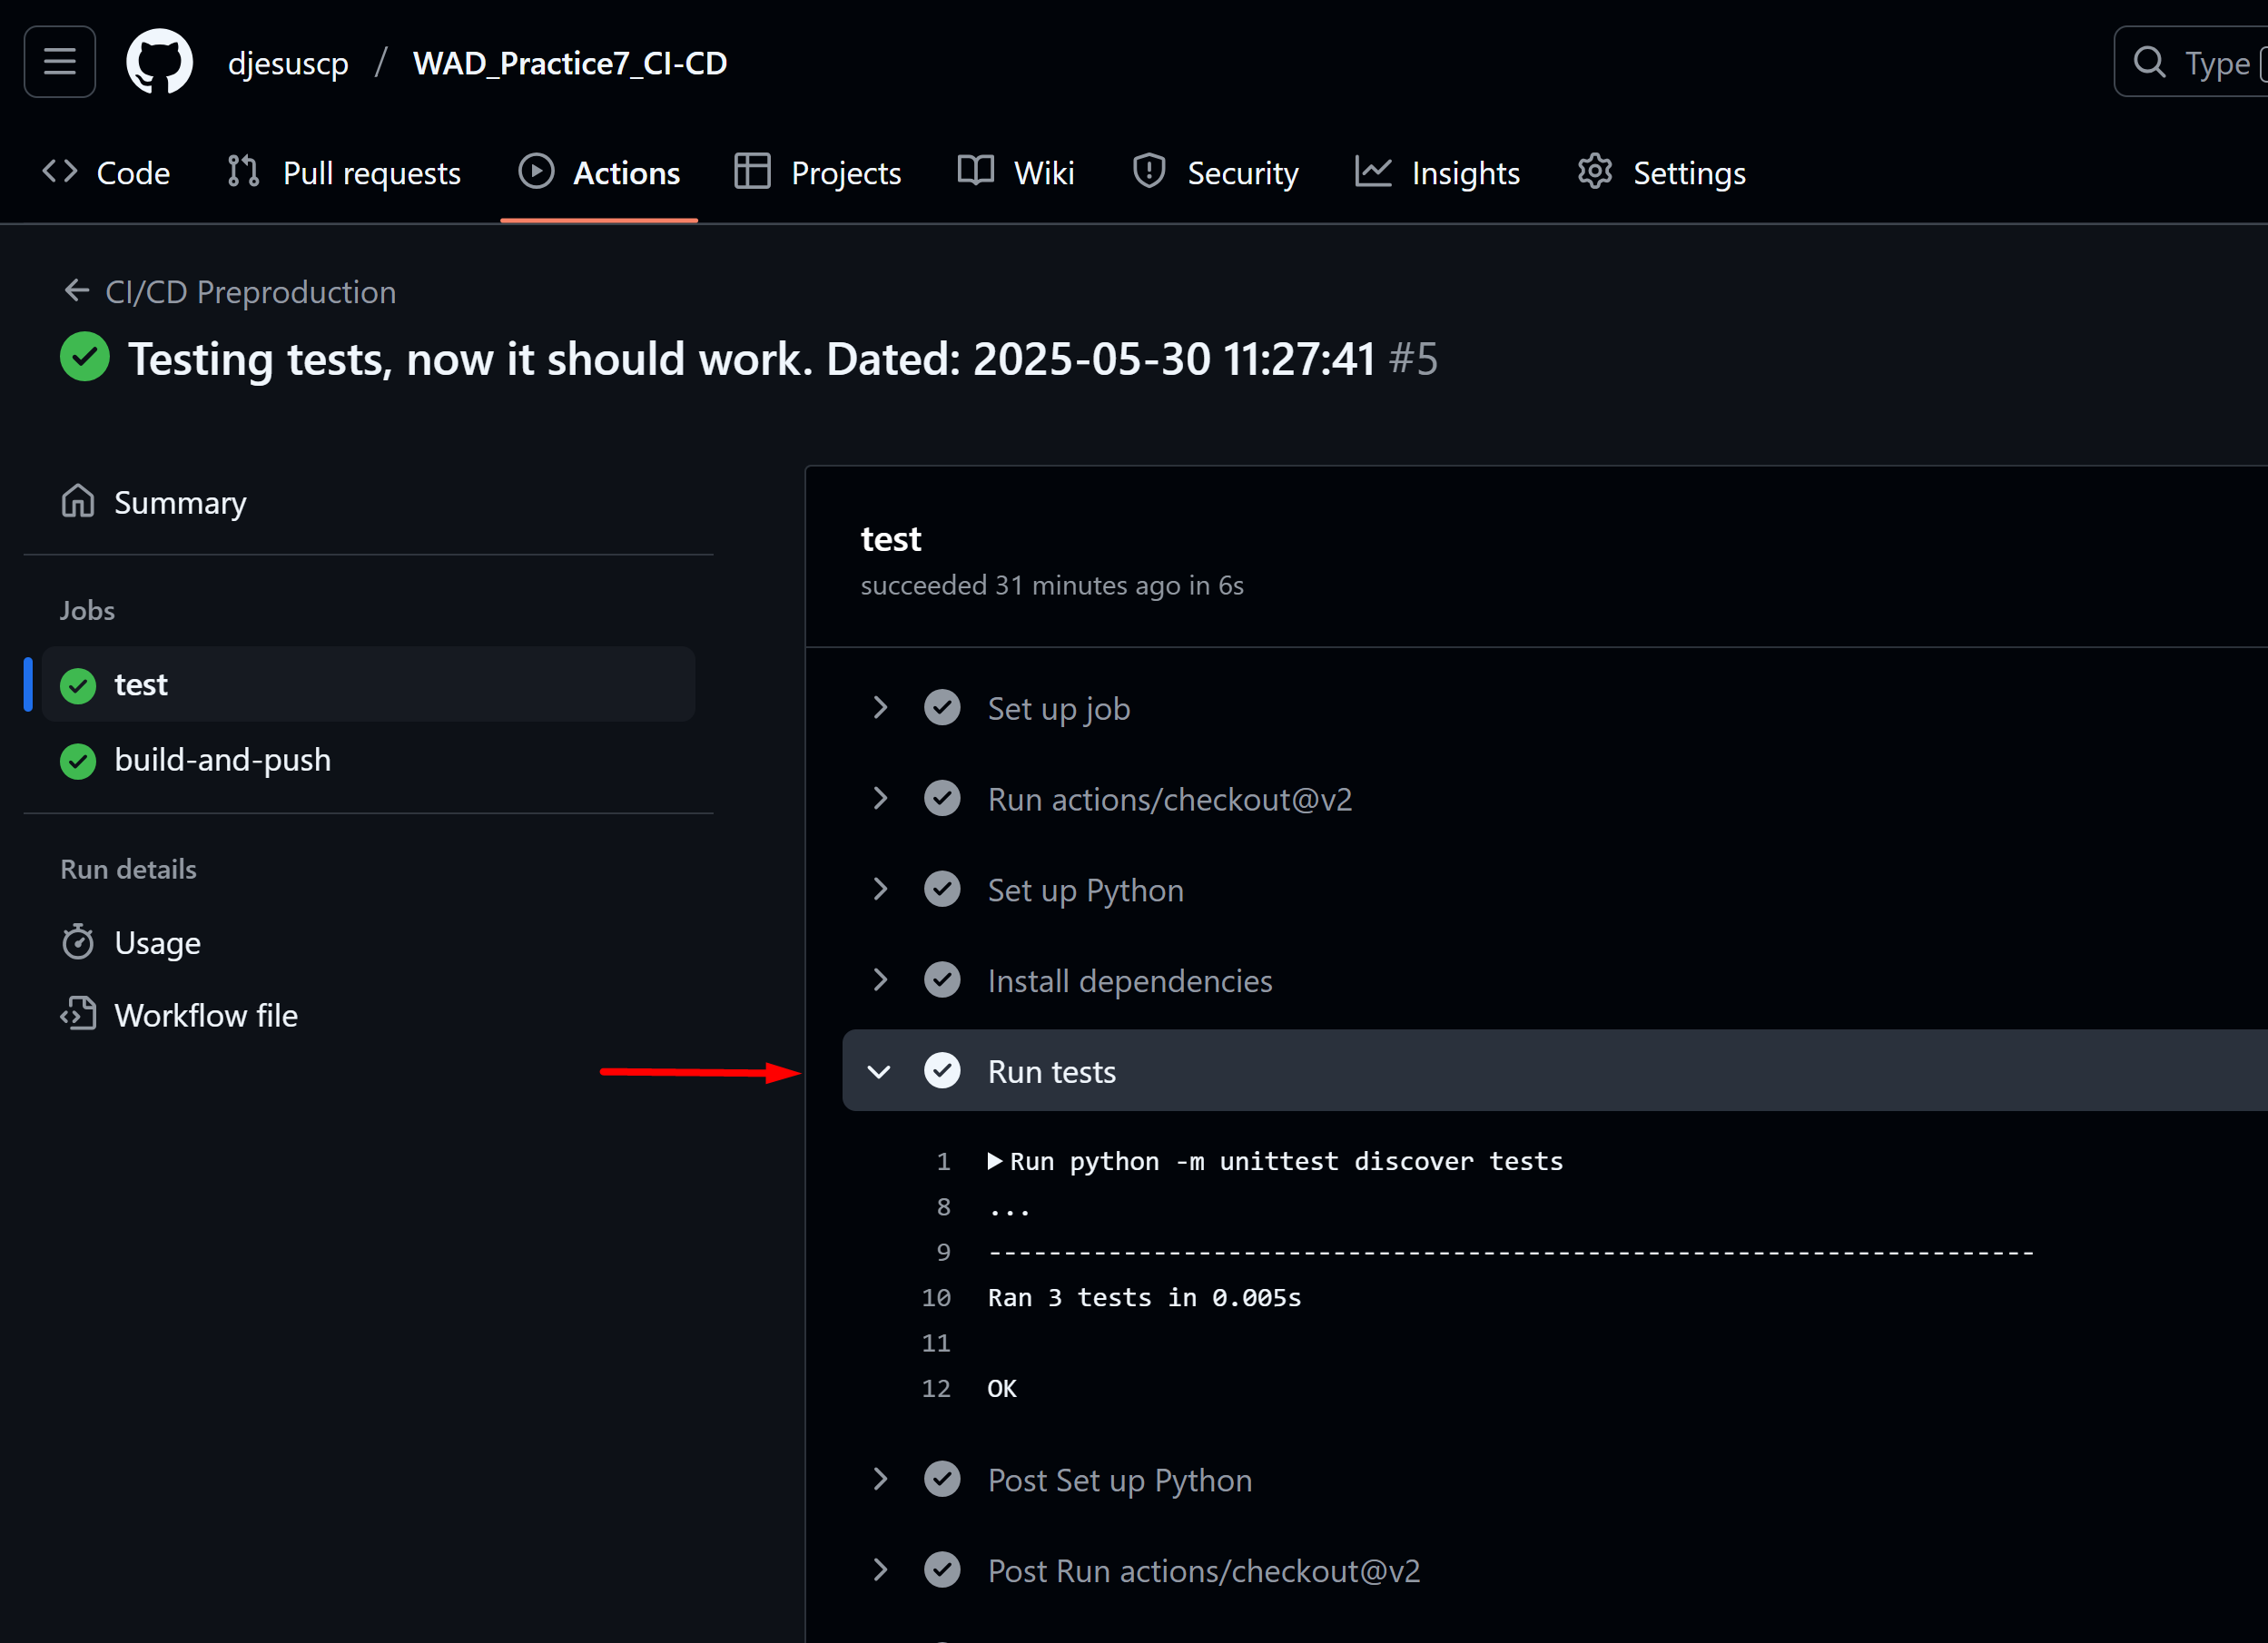 djesuscp / WAD_Practice7_CI-CD
Type
Code Pull requests Actions Projects Wiki Security Insights Settings
CI/CD Preproduction
Testing tests, now it should work. Dated: 2025-05-30 11:27:41 #5
Summary
Jobs
test
build-and-push
Run details
Usage
Workflow file
test
succeeded 31 minutes ago in 6s
Set up job
Run actions/checkout@v2
Set up Python
Install dependencies
Run tests
1 Run python -m unittest discover tests
8 ...
9 ----------------------------------------------------------------------
10 Ran 3 tests in 0.005s
11
12 OK
Post Set up Python
Post Run actions/checkout@v2